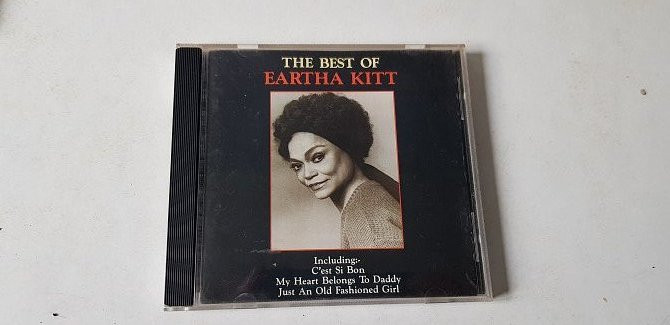 THE BEST OF
EARTHA KITT
Including:-
C'est Si Bon
My Heart Belongs To Daddy
Just An Old Fashioned Girl